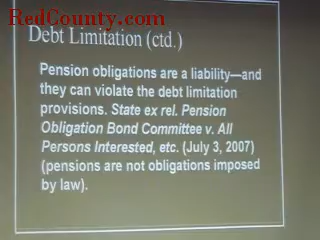 RedCounty.com
Debt Limitation (ctd.)
Pension obligations are a liability—and
they can violate the debt limitation
provisions. State ex rel. Pension
Obligation Bond Committee v. All
Persons Interested, etc. (July 3, 2007)
(pensions are not obligations imposed
by law).